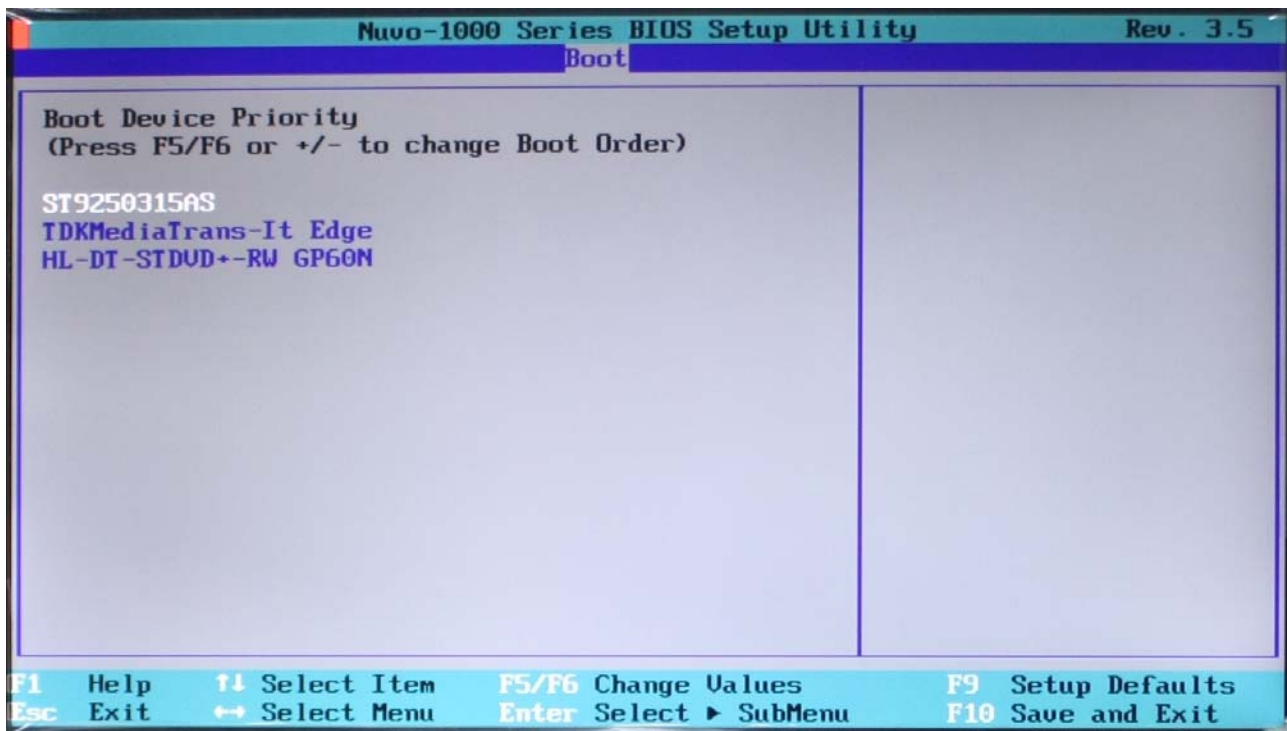 Nuvo-1000 Series BIOS Setup Utility Rev. 3.5
Boot
Boot Device Priority
(Press F5/F6 or +/- to change Boot Order)
ST9250315AS
TDKMediaTrans-It Edge
HL-DT-STDVD+-RW GP60N
F1 Help ↑↓ Select Item F5/F6 Change Values F9 Setup Defaults
Esc Exit ↔ Select Menu Enter Select ▶ SubMenu F10 Save and Exit